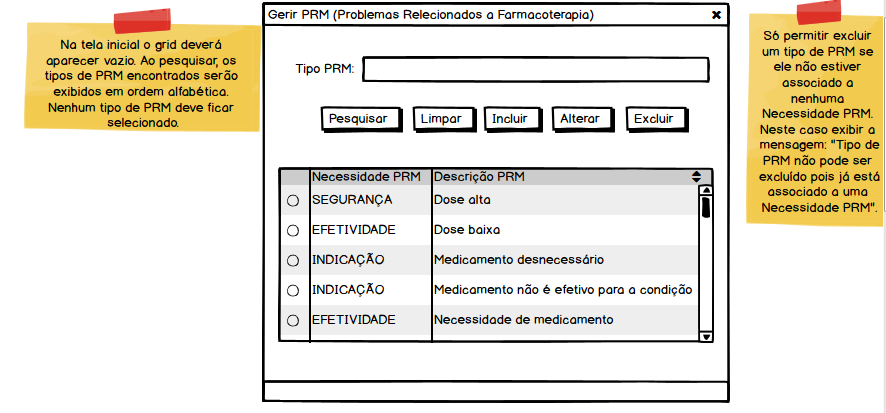 Na tela inicial o grid deverá
aparecer vazio. Ao pesquisar, os
tipos de PRM encontrados serão
exibidos em ordem alfabética.
Nenhum tipo de PRM deve ficar
selecionado.
Gerir PRM (Problemas Relacionados a Farmacoterapia)
Tipo PRM:
Pesquisar Limpar Incluir Alterar Excluir
Necessidade PRM Descrição PRM
SEGURANÇA Dose alta
EFETIVIDADE Dose baixa
INDICAÇÃO Medicamento desnecessário
INDICAÇÃO Medicamento não é efetivo para a condição
EFETIVIDADE Necessidade de medicamento
Só permitir excluir
um tipo de PRM se
ele não estiver
associado a
nenhuma
Necessidade PRM.
Neste caso exibir a
mensagem: "Tipo de
PRM não pode ser
excluído pois já está
associado a uma
Necessidade PRM".